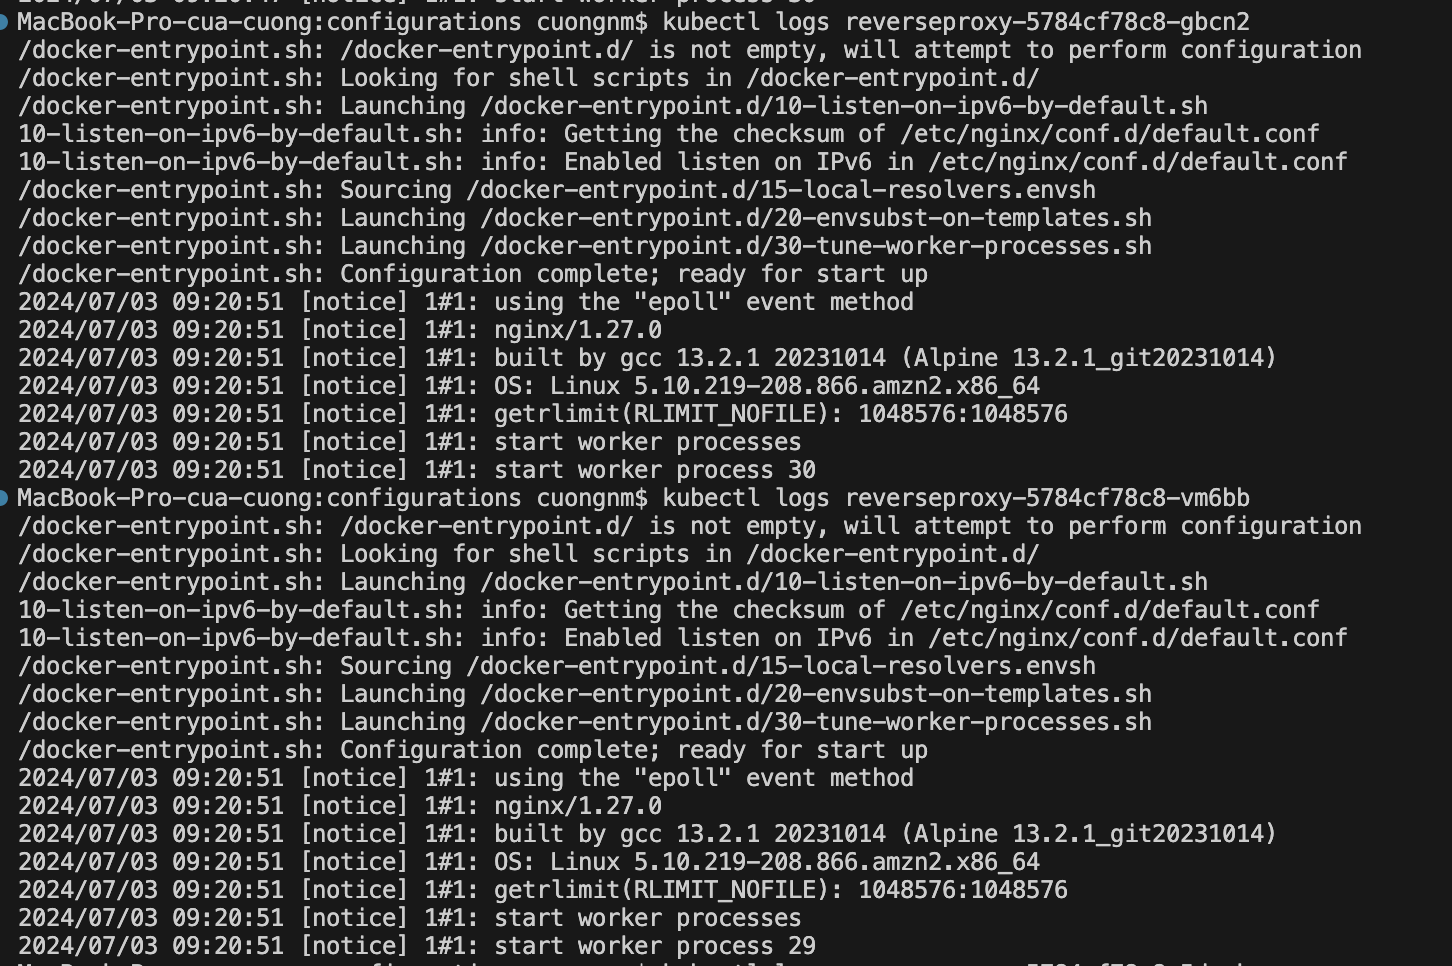 MacBook-Pro-cua-cuong:configurations cuongnm$ kubectl logs reverseproxy-5784cf78c8-gbcn2
/docker-entrypoint.sh: /docker-entrypoint.d/ is not empty, will attempt to perform configuration
/docker-entrypoint.sh: Looking for shell scripts in /docker-entrypoint.d/
/docker-entrypoint.sh: Launching /docker-entrypoint.d/10-listen-on-ipv6-by-default.sh
10-listen-on-ipv6-by-default.sh: info: Getting the checksum of /etc/nginx/conf.d/default.conf
10-listen-on-ipv6-by-default.sh: info: Enabled listen on IPv6 in /etc/nginx/conf.d/default.conf
/docker-entrypoint.sh: Sourcing /docker-entrypoint.d/15-local-resolvers.envsh
/docker-entrypoint.sh: Launching /docker-entrypoint.d/20-envsubst-on-templates.sh
/docker-entrypoint.sh: Launching /docker-entrypoint.d/30-tune-worker-processes.sh
/docker-entrypoint.sh: Configuration complete; ready for start up
2024/07/03 09:20:51 [notice] 1#1: using the "epoll" event method
2024/07/03 09:20:51 [notice] 1#1: nginx/1.27.0
2024/07/03 09:20:51 [notice] 1#1: built by gcc 13.2.1 20231014 (Alpine 13.2.1_git20231014)
2024/07/03 09:20:51 [notice] 1#1: OS: Linux 5.10.219-208.866.amzn2.x86_64
2024/07/03 09:20:51 [notice] 1#1: getrlimit(RLIMIT_NOFILE): 1048576:1048576
2024/07/03 09:20:51 [notice] 1#1: start worker processes
2024/07/03 09:20:51 [notice] 1#1: start worker process 30
MacBook-Pro-cua-cuong:configurations cuongnm$ kubectl logs reverseproxy-5784cf78c8-vm6bb
/docker-entrypoint.sh: /docker-entrypoint.d/ is not empty, will attempt to perform configuration
/docker-entrypoint.sh: Looking for shell scripts in /docker-entrypoint.d/
/docker-entrypoint.sh: Launching /docker-entrypoint.d/10-listen-on-ipv6-by-default.sh
10-listen-on-ipv6-by-default.sh: info: Getting the checksum of /etc/nginx/conf.d/default.conf
10-listen-on-ipv6-by-default.sh: info: Enabled listen on IPv6 in /etc/nginx/conf.d/default.conf
/docker-entrypoint.sh: Sourcing /docker-entrypoint.d/15-local-resolvers.envsh
/docker-entrypoint.sh: Launching /docker-entrypoint.d/20-envsubst-on-templates.sh
/docker-entrypoint.sh: Launching /docker-entrypoint.d/30-tune-worker-processes.sh
/docker-entrypoint.sh: Configuration complete; ready for start up
2024/07/03 09:20:51 [notice] 1#1: using the "epoll" event method
2024/07/03 09:20:51 [notice] 1#1: nginx/1.27.0
2024/07/03 09:20:51 [notice] 1#1: built by gcc 13.2.1 20231014 (Alpine 13.2.1_git20231014)
2024/07/03 09:20:51 [notice] 1#1: OS: Linux 5.10.219-208.866.amzn2.x86_64
2024/07/03 09:20:51 [notice] 1#1: getrlimit(RLIMIT_NOFILE): 1048576:1048576
2024/07/03 09:20:51 [notice] 1#1: start worker processes
2024/07/03 09:20:51 [notice] 1#1: start worker process 29